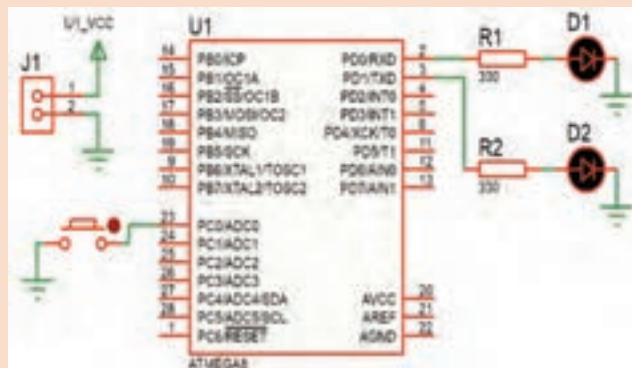 U1_VCC
J1
1
2
U1
14 PB0/ICP
15 PB1/OC1A
16 PB2/SS/OC1B
17 PB3/MOSI/OC2
18 PB4/MISO
19 PB5/SCK
9 PB6/XTAL1/TOSC1
10 PB7/XTAL2/TOSC2
23 PC0/ADC0
24 PC1/ADC1
25 PC2/ADC2
26 PC3/ADC3
27 PC4/ADC4/SDA
28 PC5/ADC5/SCL
1 PC6/RESET
PD0/RXD 2
PD1/TXD 3
PD2/INT0 4
PD3/INT1 5
PD4/XCK/T0 6
PD5/T1 11
PD6/AIN0 12
PD7/AIN1 13
AVCC 20
AREF 21
AGND 22
ATMEGA8
R1
330
D1
R2
330
D2